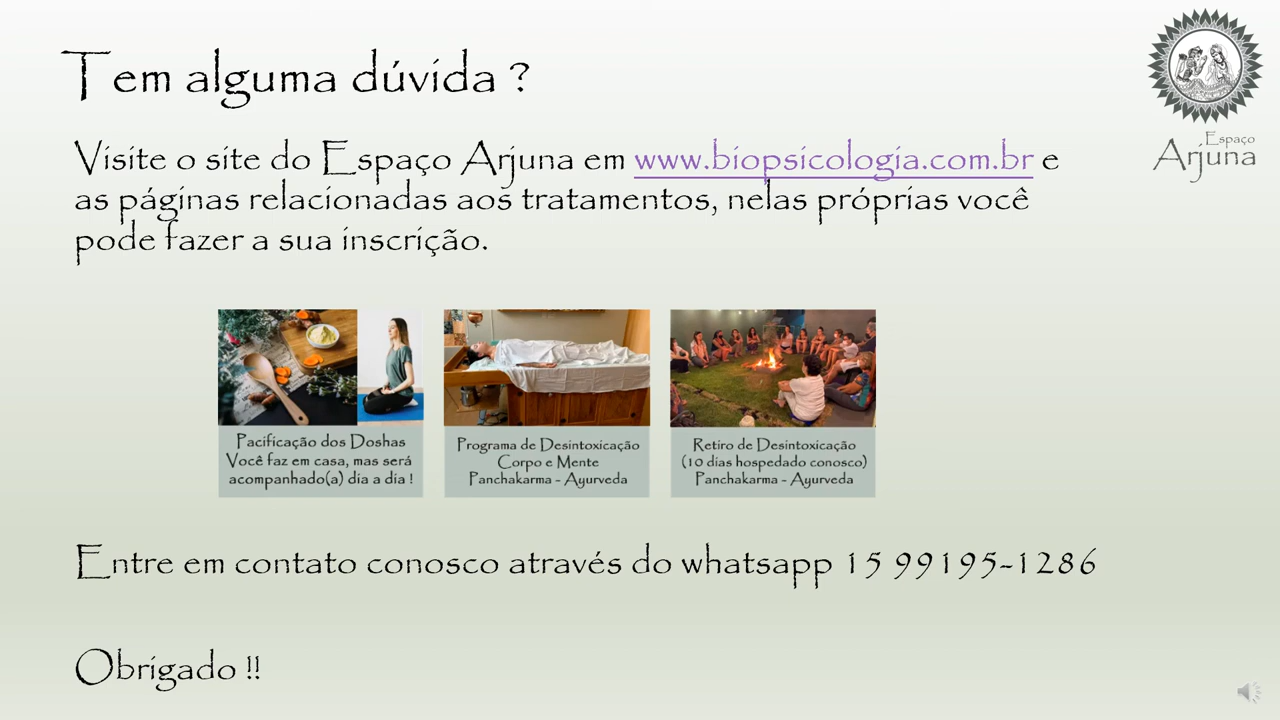 Tem alguma dúvida ?
Espaço
Arjuna
Visite o site do Espaço Arjuna em www.biopsicologia.com.br e
as páginas relacionadas aos tratamentos, nelas próprias você
pode fazer a sua inscrição.
Pacificação dos Doshas
Você faz em casa, mas será
acompanhado(a) dia a dia !
Programa de Desintoxicação
Corpo e Mente
Panchakarma - Ayurveda
Retiro de Desintoxicação
(10 dias hospedado conosco)
Panchakarma - Ayurveda
Entre em contato conosco através do whatsapp 15 99195-1286
Obrigado !!